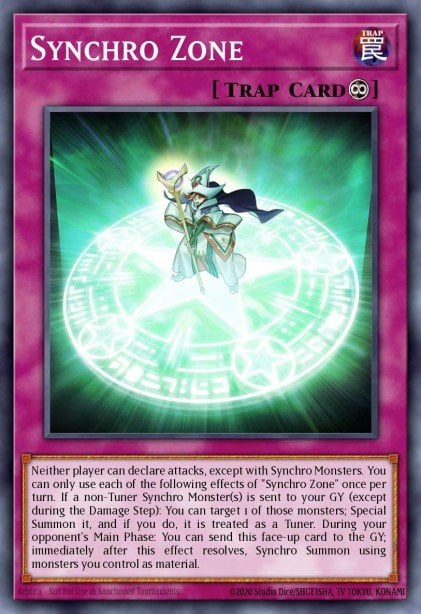 SYNCHRO ZONE
TRAP
罠
[TRAP CARD]
Neither player can declare attacks, except with Synchro Monsters. You
can only use each of the following effects of "Synchro Zone" once per
turn. If a non-Tuner Synchro Monster(s) is sent to your GY (except
during the Damage Step): You can target 1 of those monsters; Special
Summon it, and if you do, it is treated as a Tuner. During your
opponent's Main Phase: You can send this face-up card to the GY;
immediately after this effect resolves, Synchro Summon using
monsters you control as material.
Replica - Not For Use in Sanctioned Tournaments
©2020 Studio Dice/SHUEISHA, TV TOKYO, KONAMI